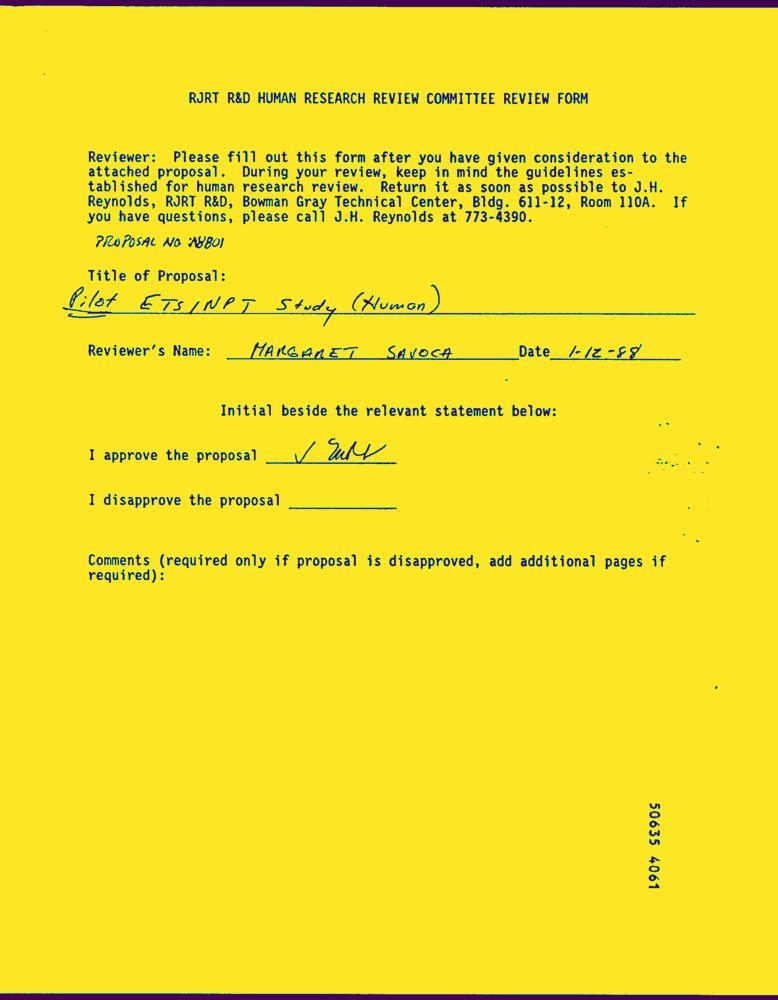 RJRT R&D HUMAN RESEARCH REVIEW COMMITTEE REVIEW FORM
Reviewer: Please fill out this form after you have given consideration to the
attached proposal. During your review, keep in mind the guidelines es-
tablished for human research review. Return it as soon as possible to J.H.
Reynolds, RJRT R&D, Bowman Gray Technical Center, Bldg. 611-12, Room 110A. If
you have questions, please call J.H. Reynolds at 773-4390.
PROPOSAL NO
Title of Proposal:
Pilot ETS/NPT Study (Human)
Reviewer's Name: MARGARET SAVOCA Date 1-12-88
Initial beside the relevant statement below:
I approve the proposal ✓
I disapprove the proposal
Comments (required only if proposal is disapproved, add additional pages if
required):
50635 4061